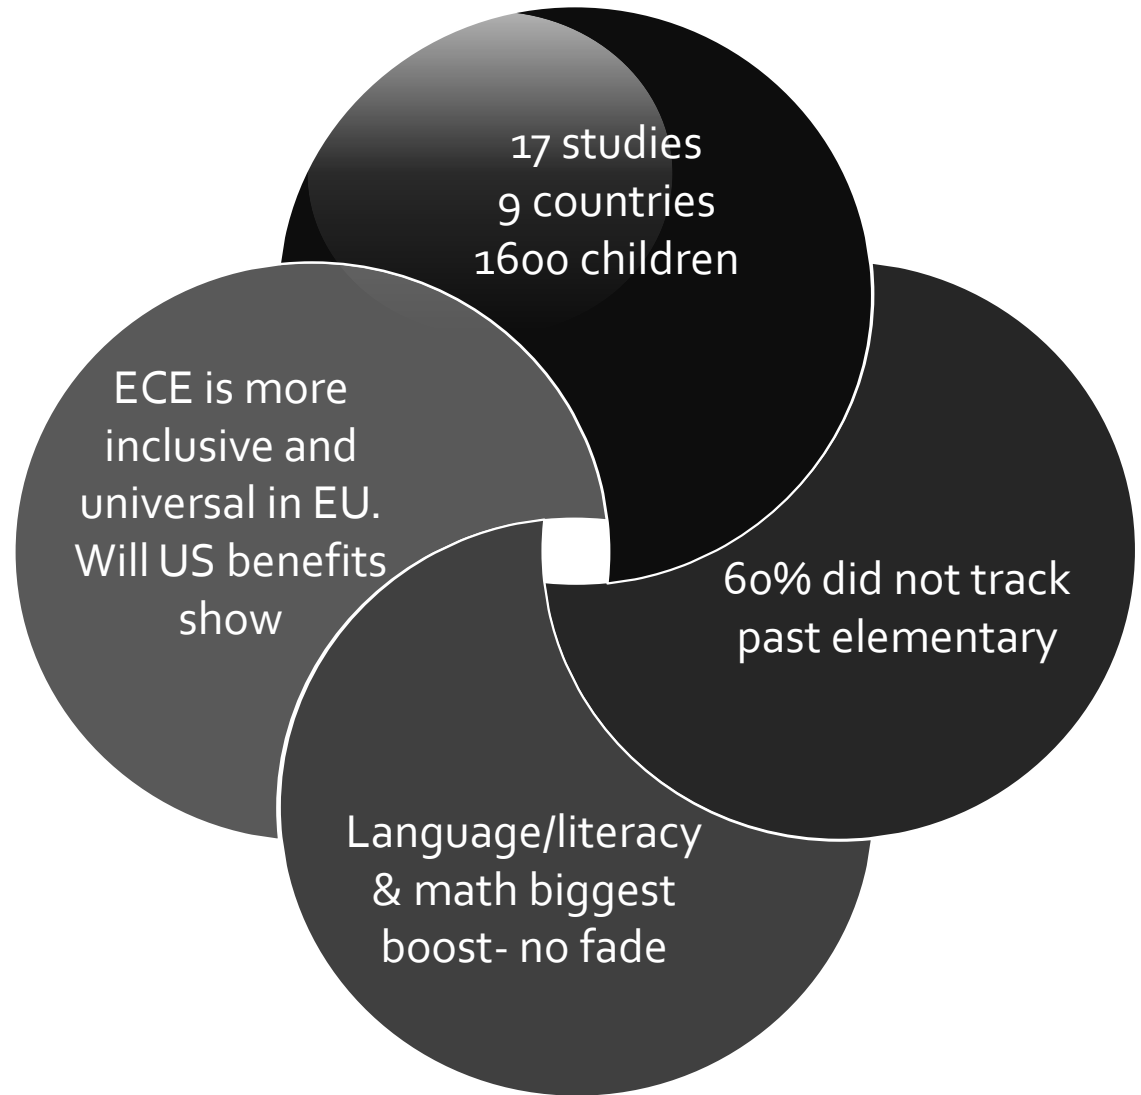 17 studies
9 countries
1600 children
60% did not track
past elementary
Language/literacy
& math biggest
boost- no fade
ECE is more
inclusive and
universal in EU.
Will US benefits
show